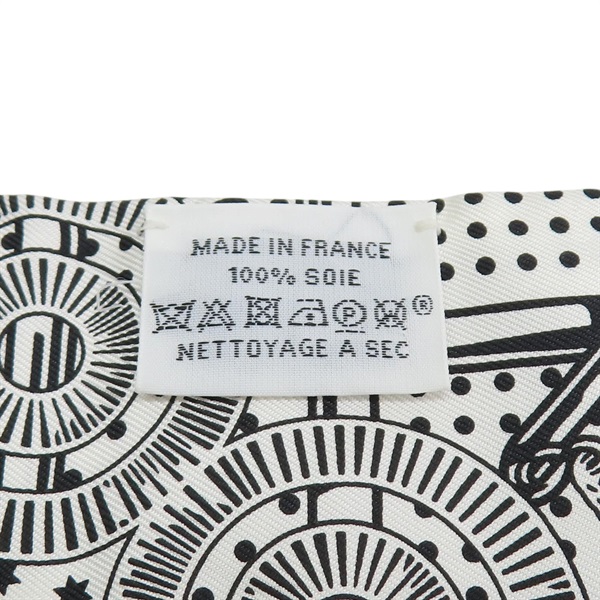 MADE IN FRANCE
100% SOIE
P ®
NETTOYAGE A SEC